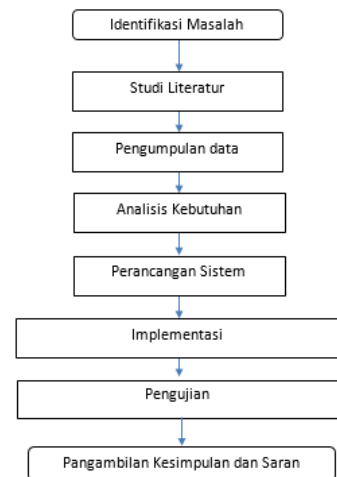 Identifikasi Masalah
Studi Literatur
Pengumpulan data
Analisis Kebutuhan
Perancangan Sistem
Implementasi
Pengujian
Pangambilan Kesimpulan dan Saran